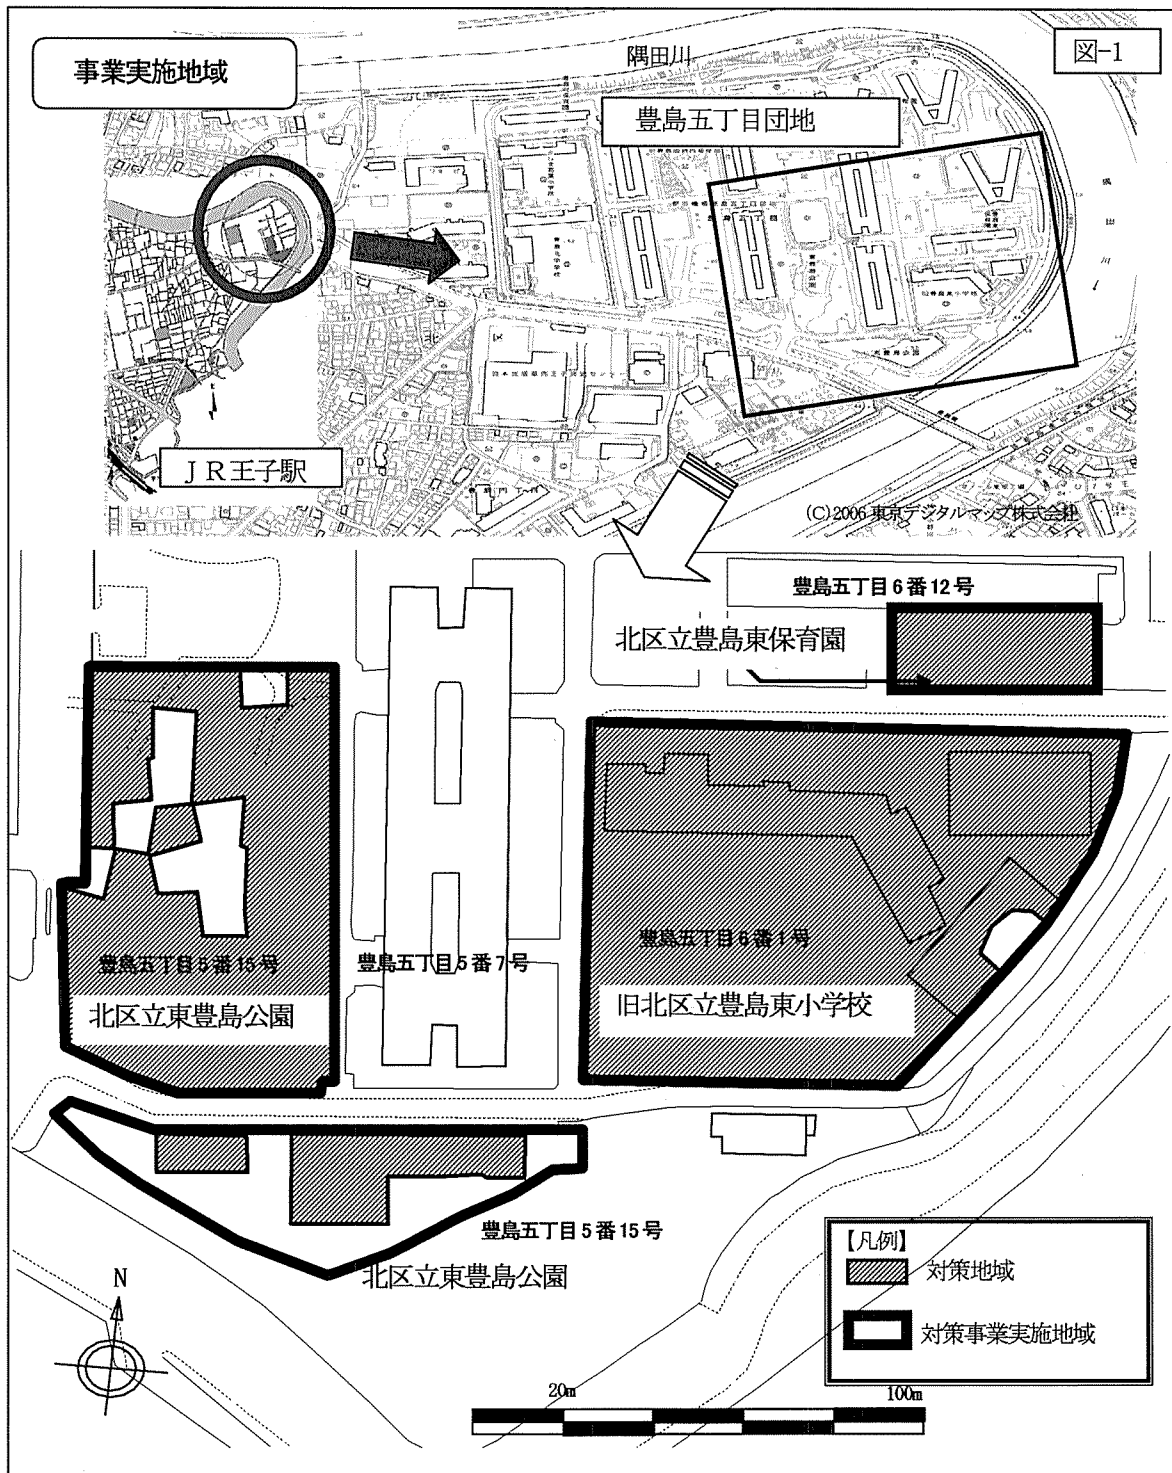 事業実施地域
隅田川
図-1
豊島五丁目団地
JR王子駅
(C)2006 東京デジタルマップ株式会社
豊島五丁目6番12号
北区立豊島東保育園
豊島五丁目5番15号
北区立東豊島公園
豊島五丁目5番7号
豊島五丁目6番1号
旧北区立豊島東小学校
豊島五丁目5番15号
北区立東豊島公園
【凡例】
対策地域
対策事業実施地域
N
20m
100m